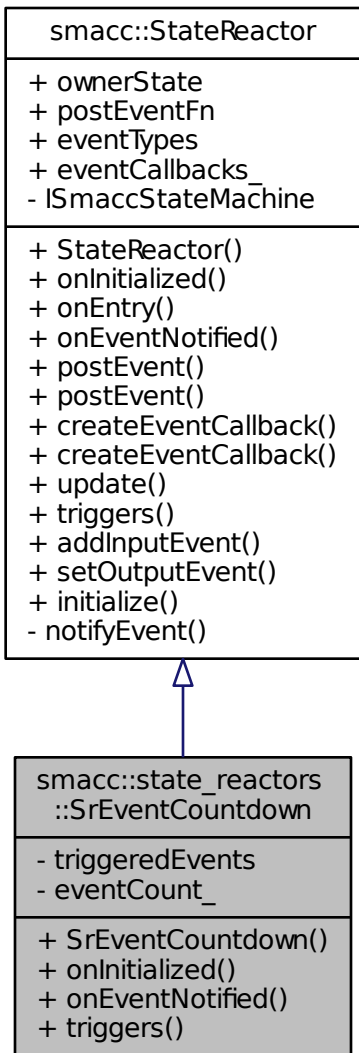 smacc::StateReactor
+ ownerState
+ postEventFn
+ eventTypes
+ eventCallbacks_
- ISmaccStateMachine
+ StateReactor()
+ onInitialized()
+ onEntry()
+ onEventNotified()
+ postEvent()
+ postEvent()
+ createEventCallback()
+ createEventCallback()
+ update()
+ triggers()
+ addInputEvent()
+ setOutputEvent()
+ initialize()
- notifyEvent()
smacc::state_reactors
::SrEventCountdown
- triggeredEvents
- eventCount_
+ SrEventCountdown()
+ onInitialized()
+ onEventNotified()
+ triggers()